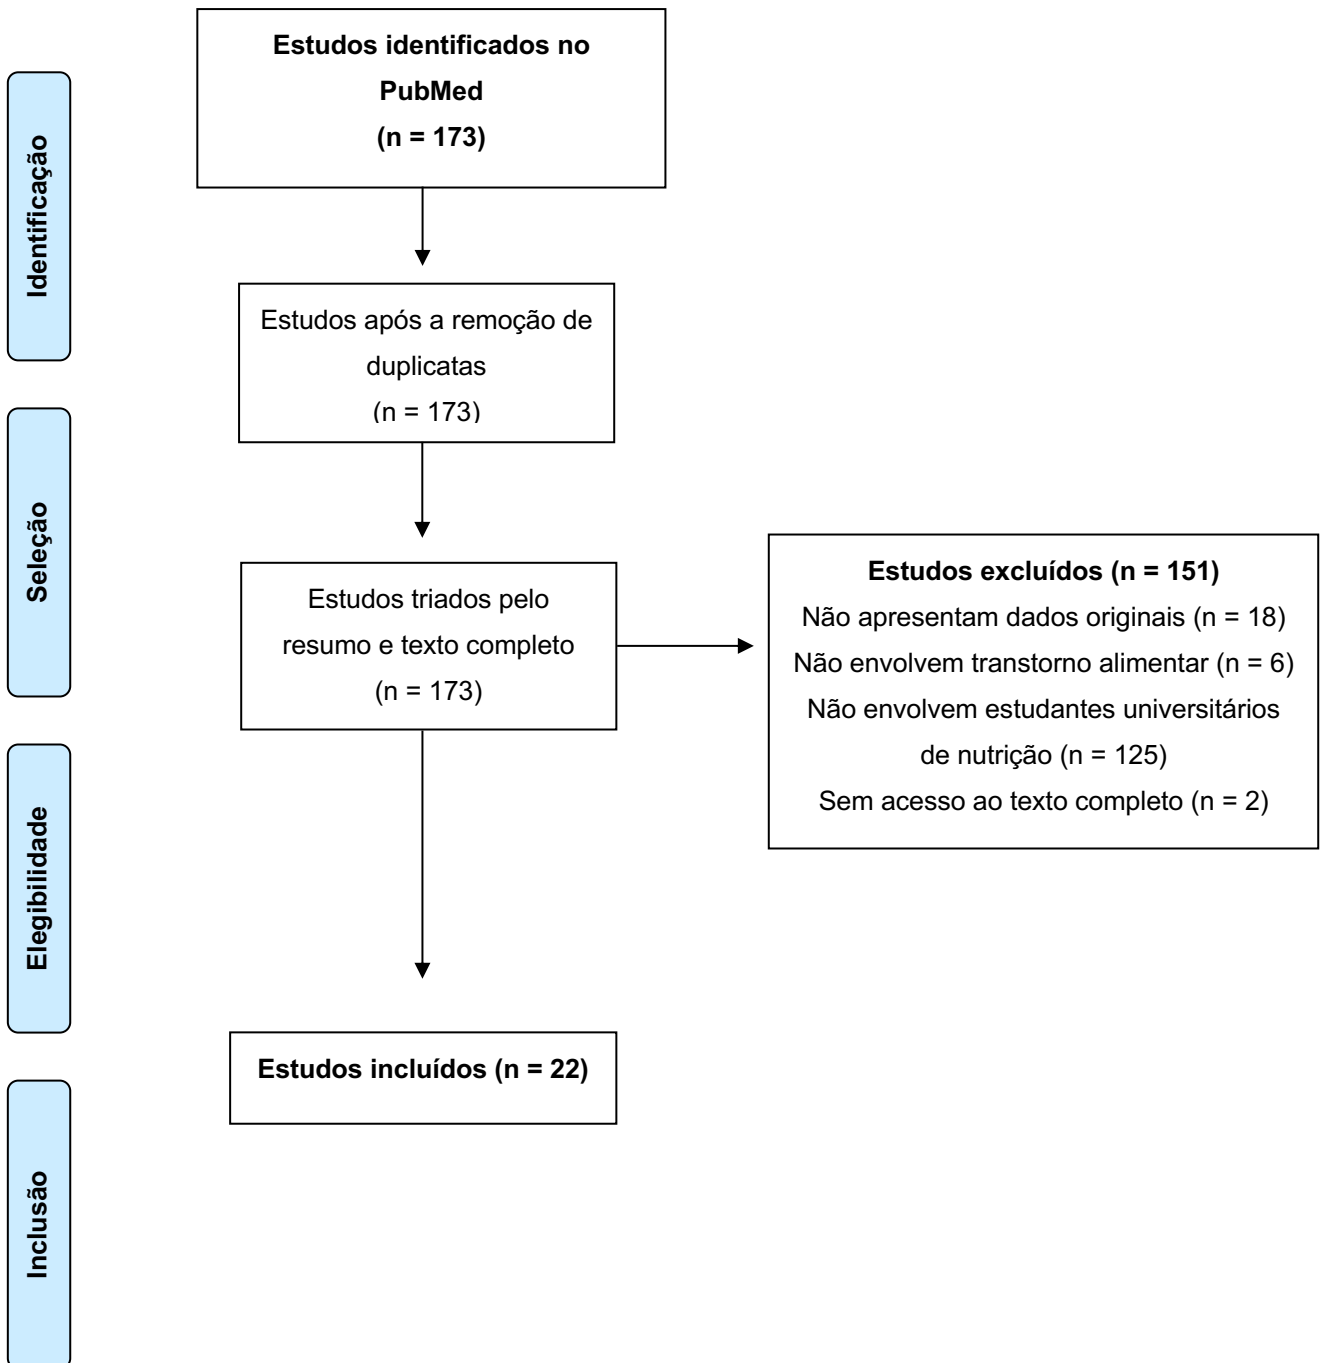 Estudos identificados no
PubMed
(n = 173)
Identificação
Estudos após a remoção de
duplicatas
(n = 173)
Seleção
Estudos triados pelo
resumo e texto completo
(n = 173)
Estudos excluídos (n = 151)
Não apresentam dados originais (n = 18)
Não envolvem transtorno alimentar (n = 6)
Não envolvem estudantes universitários
de nutrição (n = 125)
Sem acesso ao texto completo (n = 2)
Elegibilidade
Estudos incluídos (n = 22)
Inclusão